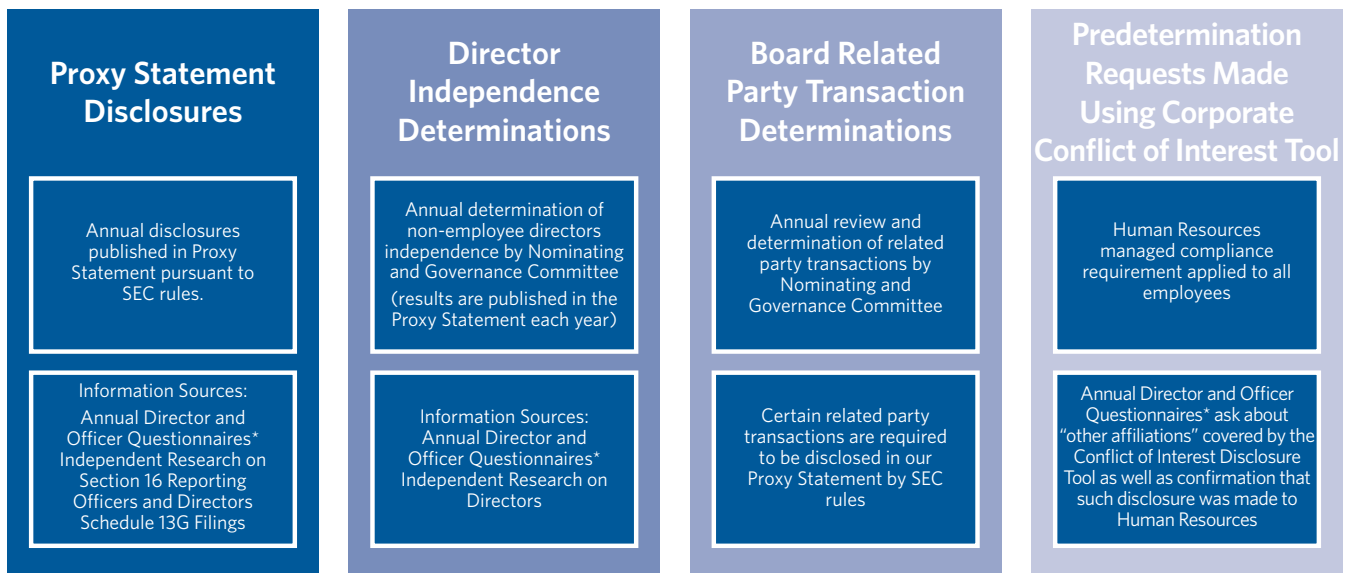 Proxy Statement
Disclosures
Annual disclosures
published in Proxy
Statement pursuant to
SEC rules.
Information Sources:
Annual Director and
Officer Questionnaires*
Independent Research on
Section 16 Reporting
Officers and Directors
Schedule 13G Filings
Director
Independence
Determinations
Annual determination of
non-employee directors
independence by Nominating
and Governance Committee
(results are published in the
Proxy Statement each year)
Information Sources:
Annual Director and
Officer Questionnaires*
Independent Research on
Directors
Board Related
Party Transaction
Determinations
Annual review and
determination of related
party transactions by
Nominating and
Governance Committee
Certain related party
transactions are required
to be disclosed in our
Proxy Statement by SEC
rules
Predetermination
Requests Made
Using Corporate
Conflict of Interest Tool
Human Resources
managed compliance
requirement applied to all
employees
Annual Director and Officer
Questionnaires* ask about
“other affiliations” covered by the
Conflict of Interest Disclosure
Tool as well as confirmation that
such disclosure was made to
Human Resources